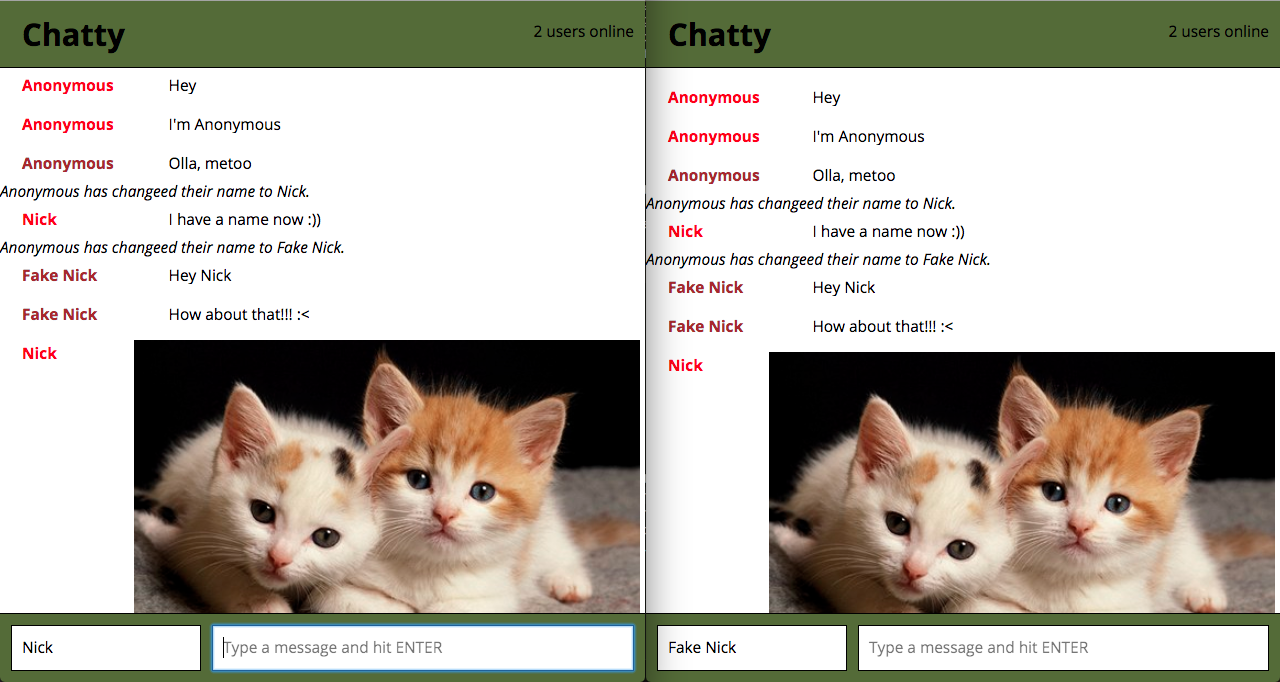 Chatty
2 users online
Anonymous Hey
Anonymous I'm Anonymous
Anonymous Olla, metoo
Anonymous has changeed their name to Nick.
Nick I have a name now :))
Anonymous has changeed their name to Fake Nick.
Fake Nick Hey Nick
Fake Nick How about that!!! :<
Nick
Nick Type a message and hit ENTER
Chatty
2 users online
Anonymous Hey
Anonymous I'm Anonymous
Anonymous Olla, metoo
Anonymous has changeed their name to Nick.
Nick I have a name now :))
Anonymous has changeed their name to Fake Nick.
Fake Nick Hey Nick
Fake Nick How about that!!! :<
Nick
Fake Nick Type a message and hit ENTER